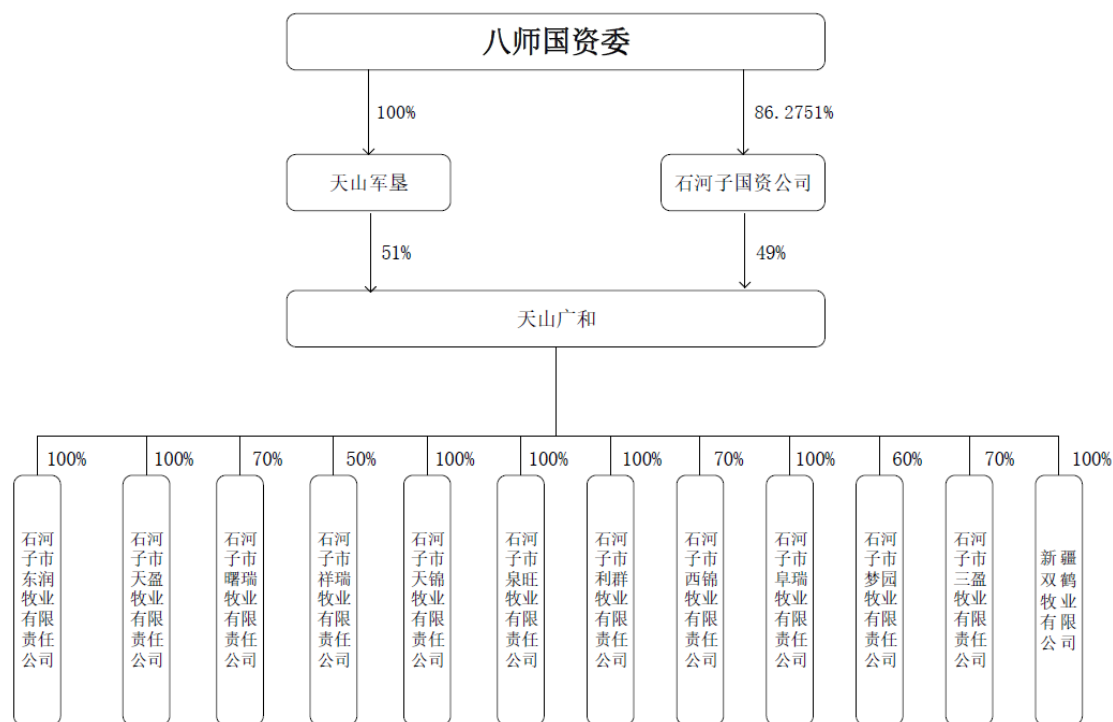 八师国资委
100%
86.2751%
天山军垦
石河子国资公司
51%
49%
天山广和
100%
100%
70%
50%
100%
100%
100%
70%
100%
60%
70%
100%
石河
子市
东润
牧业
有限
责任
公司
石河
子市
天盈
牧业
有限
责任
公司
石河
子市
曙瑞
牧业
有限
责任
公司
石河
子市
祥瑞
牧业
有限
责任
公司
石河
子市
天锦
牧业
有限
责任
公司
石河
子市
泉旺
牧业
有限
责任
公司
石河
子市
利群
牧业
有限
责任
公司
石河
子市
西锦
牧业
有限
责任
公司
石河
子市
阜瑞
牧业
有限
责任
公司
石河
子市
梦园
牧业
有限
责任
公司
石河
子市
三盈
牧业
有限
责任
公司
新疆
双鹤
牧业
有限
公司